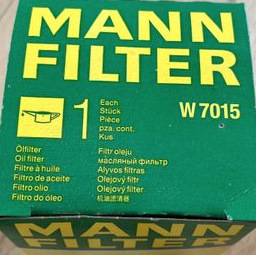 MANN
FILTER
1
Each
Stück
Pièce
pza. cont.
Kus
W 7015
Ölfilter
Oil filter
Filtre à huile
Filtro de aceite
Filtro olio
Filtro do óleo
Filtr oleju
масляный фильтр
Alyvos filtras
Olejový filtr
Olejový filter
机油滤清器
MANN
FILTER